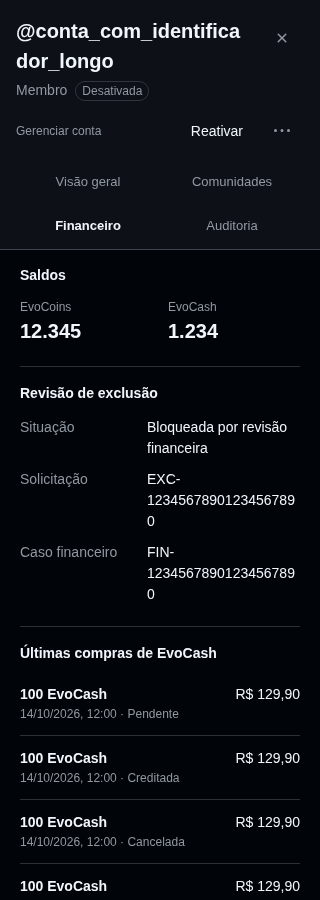 @conta_com_identifica
dor_longo
×
Membro Desativada
Gerenciar conta Reativar ···
Visão geral Comunidades
Financeiro Auditoria
Saldos
EvoCoins EvoCash
12.345 1.234
Revisão de exclusão
Situação Bloqueada por revisão
financeira
Solicitação EXC-
1234567890123456789
0
Caso financeiro FIN-
1234567890123456789
0
Últimas compras de EvoCash
100 EvoCash R$ 129,90
14/10/2026, 12:00 · Pendente
100 EvoCash R$ 129,90
14/10/2026, 12:00 · Creditada
100 EvoCash R$ 129,90
14/10/2026, 12:00 · Cancelada
100 EvoCash R$ 129,90